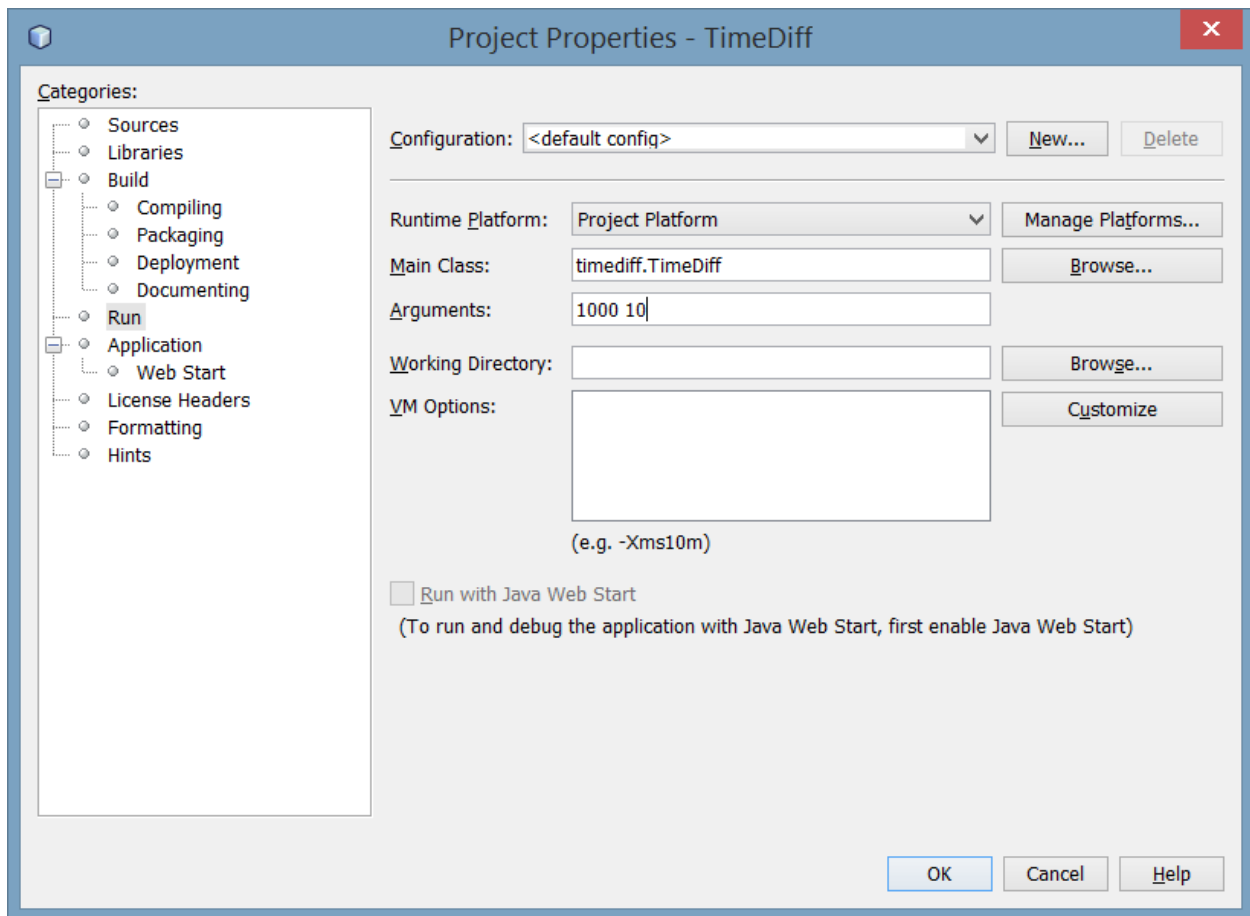 Project Properties - TimeDiff
Categories:
Sources
Libraries
Build
Compiling
Packaging
Deployment
Documenting
Run
Application
Web Start
License Headers
Formatting
Hints
Configuration: <default config> New... Delete
Runtime Platform: Project Platform Manage Platforms...
Main Class: timediff.TimeDiff Browse...
Arguments: 1000 10
Working Directory: Browse...
VM Options: Customize
(e.g. -Xms10m)
Run with Java Web Start
(To run and debug the application with Java Web Start, first enable Java Web Start)
OK Cancel Help